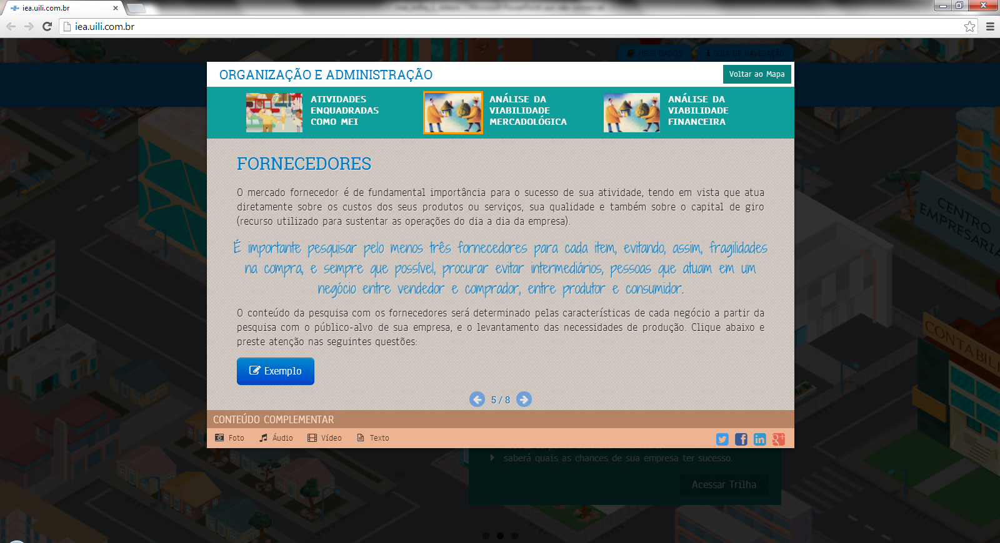 iea.uili.com.br
iea.uili.com.br
MEUS DADOS
GUIA DE NAVEGAÇÃO
ORGANIZAÇÃO E ADMINISTRAÇÃO
Voltar ao Mapa
ATIVIDADES
ENQUADRADAS
COMO MEI
ANÁLISE DA
VIABILIDADE
MERCADOLÓGICA
ANÁLISE DA
VIABILIDADE
FINANCEIRA
FORNECEDORES
O mercado fornecedor é de fundamental importância para o sucesso de sua atividade, tendo em vista que atua
diretamente sobre os custos dos seus produtos ou serviços, sua qualidade e também sobre o capital de giro
(recurso utilizado para sustentar as operações do dia a dia da empresa).
É importante pesquisar pelo menos três fornecedores para cada item, evitando, assim, fragilidades
na compra, e sempre que possível, procurar evitar intermediários, pessoas que atuam em um
negócio entre vendedor e comprador, entre produtor e consumidor.
O conteúdo da pesquisa com os fornecedores será determinado pelas características de cada negócio a partir da
pesquisa com o público-alvo de sua empresa, e o levantamento das necessidades de produção. Clique abaixo e
preste atenção nas seguintes questões:
Exemplo
5 / 8
CONTEÚDO COMPLEMENTAR
Foto
Áudio
Vídeo
Texto
saberá quais as chances de sua empresa ter sucesso.
Acessar Trilha
CENTRO
EMPRESARIA
CONTABILI